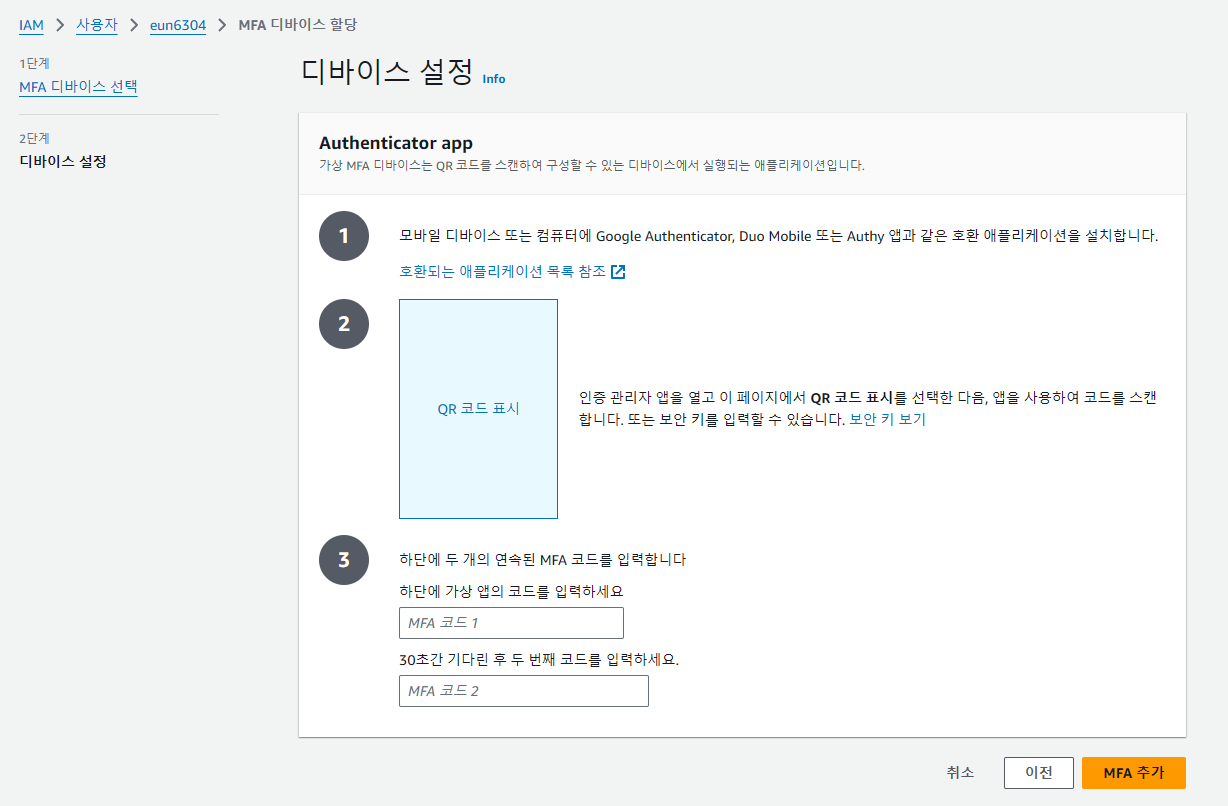 IAM > 사용자 > eun6304 > MFA 디바이스 할당
1단계
MFA 디바이스 선택
2단계
디바이스 설정
디바이스 설정 Info
Authenticator app
가상 MFA 디바이스는 QR 코드를 스캔하여 구성할 수 있는 디바이스에서 실행되는 애플리케이션입니다.
1
모바일 디바이스 또는 컴퓨터에 Google Authenticator, Duo Mobile 또는 Authy 앱과 같은 호환 애플리케이션을 설치합니다.
호환되는 애플리케이션 목록 참조
2
QR 코드 표시
인증 관리자 앱을 열고 이 페이지에서 QR 코드 표시를 선택한 다음, 앱을 사용하여 코드를 스캔
합니다. 또는 보안 키를 입력할 수 있습니다. 보안 키 보기
3
하단에 두 개의 연속된 MFA 코드를 입력합니다
하단에 가상 앱의 코드를 입력하세요
MFA 코드 1
30초간 기다린 후 두 번째 코드를 입력하세요.
MFA 코드 2
취소 이전 MFA 추가